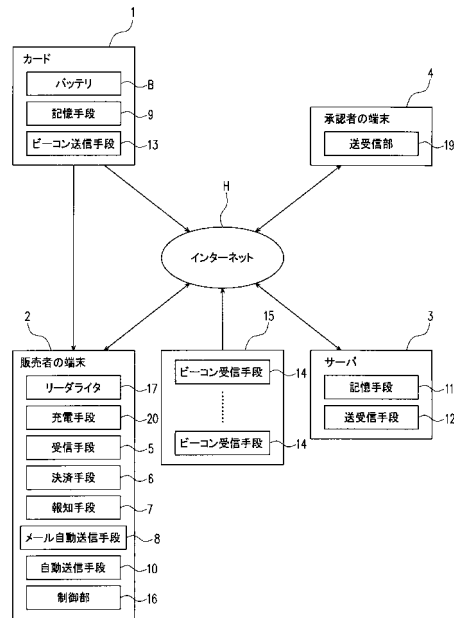 1
カード
バッテリ
B
記憶手段
9
ビーコン送信手段
13
4
承認者の端末
送受信部
19
H
インターネット
2
販売者の端末
リーダライタ
17
充電手段
20
受信手段
5
決済手段
6
報知手段
7
メール自動送信手段
8
自動送信手段
10
制御部
16
15
ビーコン受信手段
14
ビーコン受信手段
14
3
サーバ
記憶手段
11
送受信手段
12